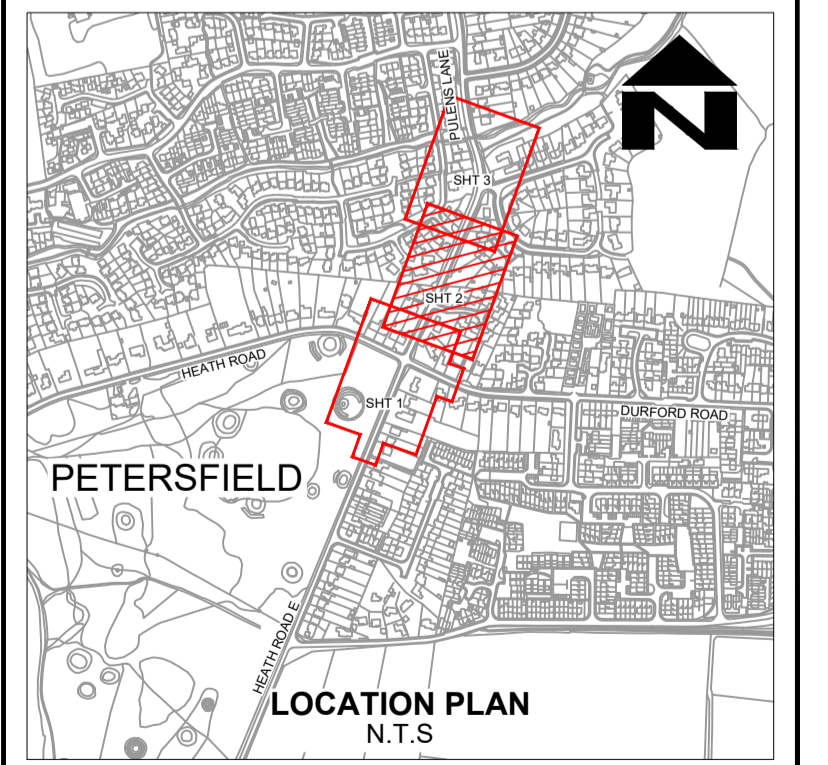 PULENS LANE
N
SHT 3
SHT 2
HEATH ROAD
SHT 1
DURFORD ROAD
PETERSFIELD
HEATH ROAD E
LOCATION PLAN
N.T.S